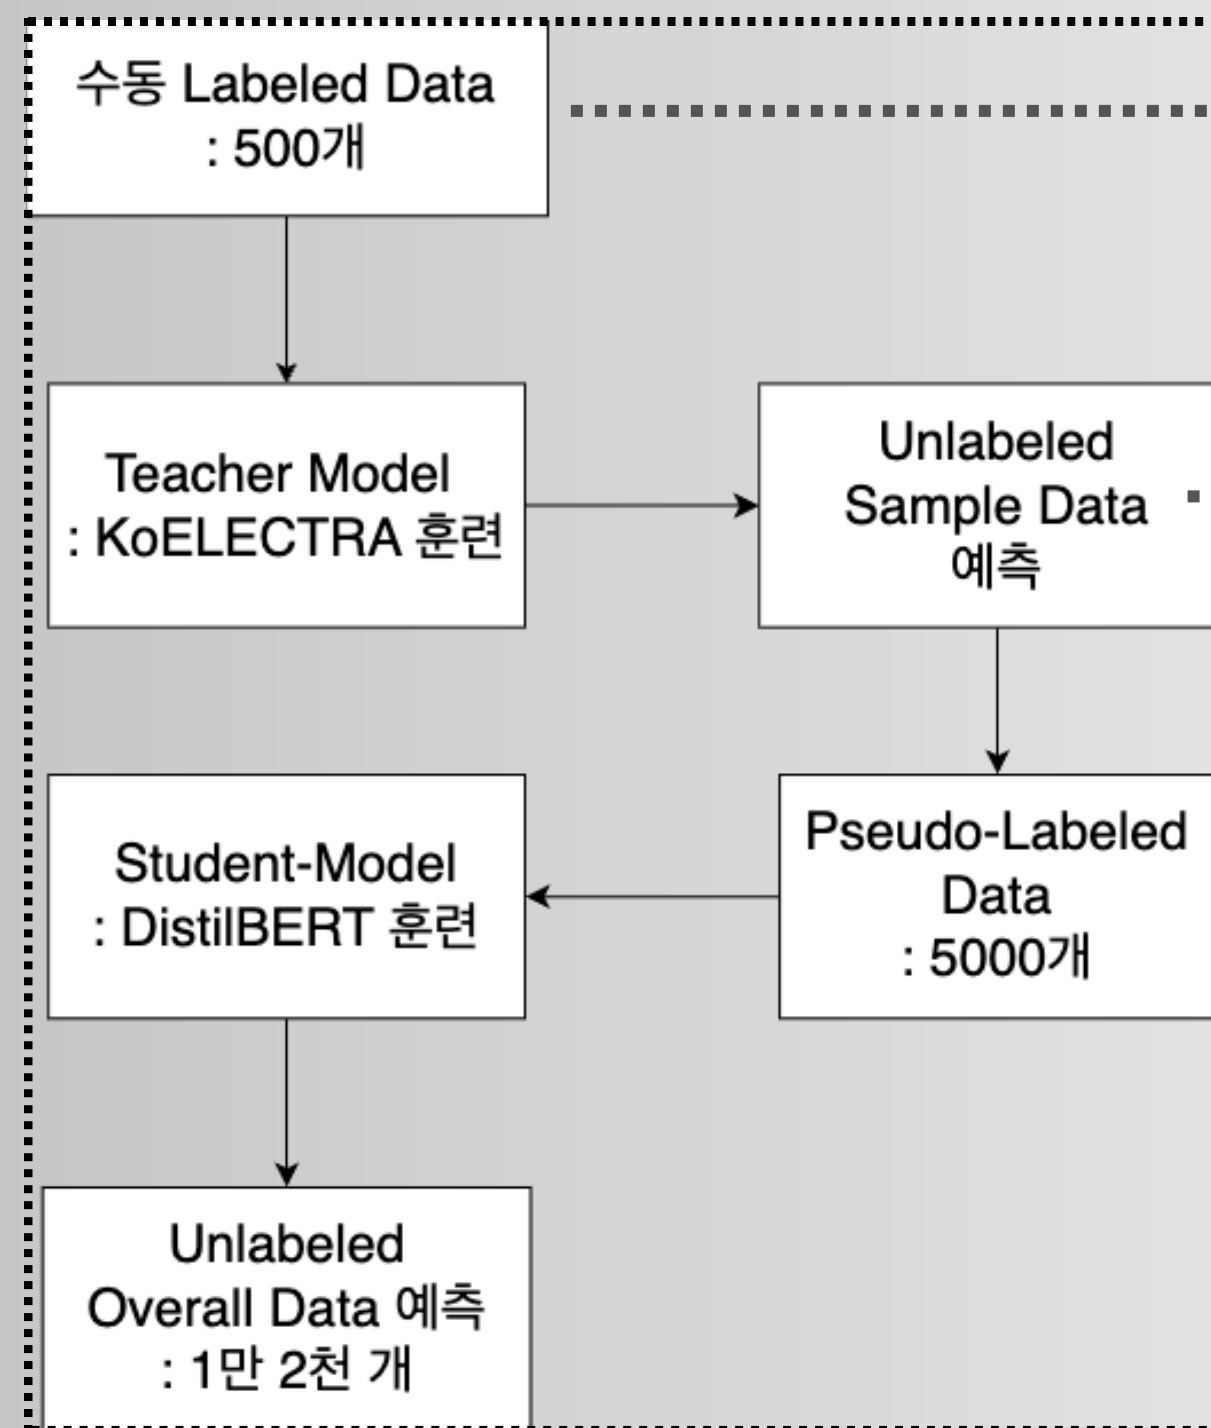 수동 Labeled Data
: 500개
Teacher Model
: KoELECTRA 훈련
Unlabeled
Sample Data
예측
Student-Model
: DistilBERT 훈련
Pseudo-Labeled
Data
: 5000개
Unlabeled
Overall Data 예측
: 1만 2천 개